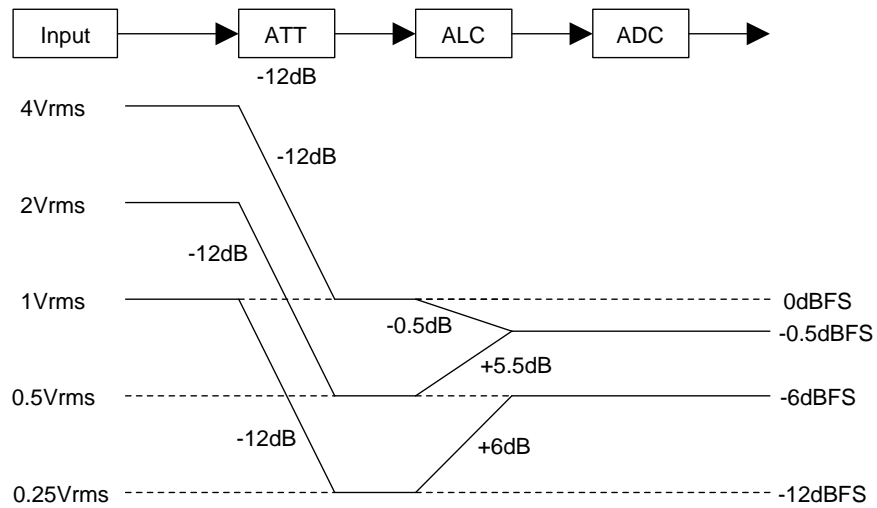 Input ATT ALC ADC
-12dB
4Vrms
-12dB
2Vrms
-12dB
1Vrms 0dBFS
-0.5dB -0.5dBFS
+5.5dB
0.5Vrms -6dBFS
-12dB +6dB
0.25Vrms -12dBFS